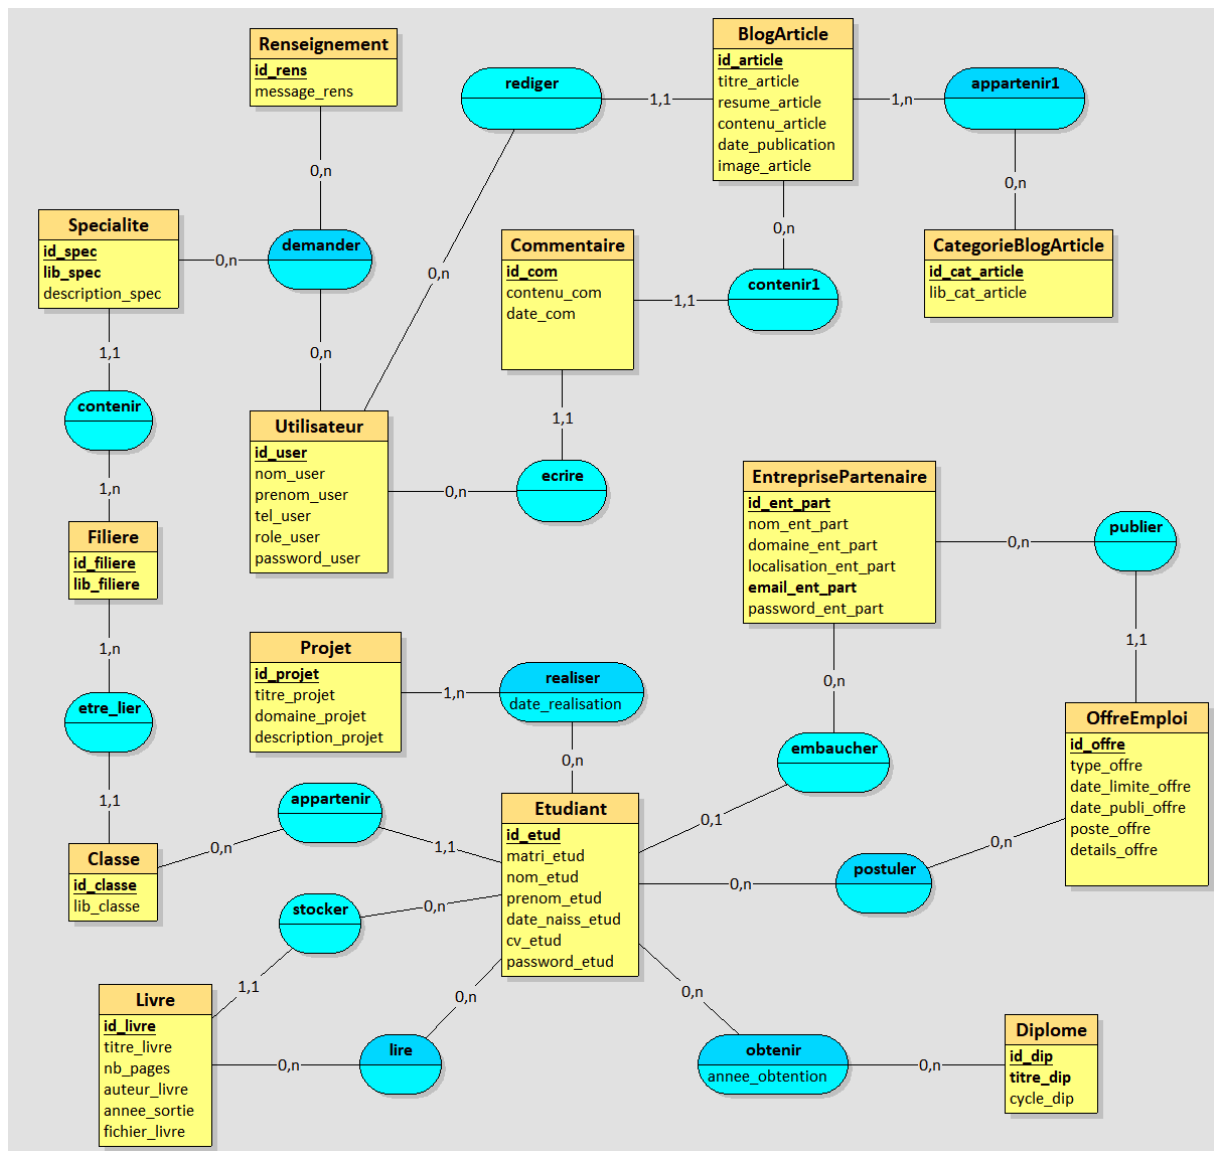 Renseignement
id_rens
message_rens
0,n
rediger
1,1
BlogArticle
id_article
titre_article
resume_article
contenu_article
date_publication
image_article
1,n
appartenir1
0,n
CategorieBlogArticle
id_cat_article
lib_cat_article
0,n
Specialite
id_spec
lib_spec
description_spec
0,n
demander
0,n
0,n
Commentaire
id_com
contenu_com
date_com
1,1
contenir1
1,1
contenir
1,n
1,1
ecrire
0,n
Utilisateur
id_user
nom_user
prenom_user
tel_user
role_user
password_user
Filiere
id_filiere
lib_filiere
1,n
etre_lier
1,1
EntreprisePartenaire
id_ent_part
nom_ent_part
domaine_ent_part
localisation_ent_part
email_ent_part
password_ent_part
0,n
publier
1,1
Projet
id_projet
titre_projet
domaine_projet
description_projet
1,n
realiser
date_realisation
0,n
0,n
embaucher
0,1
OffreEmploi
id_offre
type_offre
date_limite_offre
date_publi_offre
poste_offre
details_offre
appartenir
0,n
1,1
Classe
id_classe
lib_classe
Etudiant
id_etud
matri_etud
nom_etud
prenom_etud
date_naiss_etud
cv_etud
password_etud
0,n
postuler
0,n
stocker
0,n
1,1
Livre
id_livre
titre_livre
nb_pages
auteur_livre
annee_sortie
fichier_livre
0,n
lire
0,n
0,n
obtenir
annee_obtention
0,n
Diplome
id_dip
titre_dip
cycle_dip